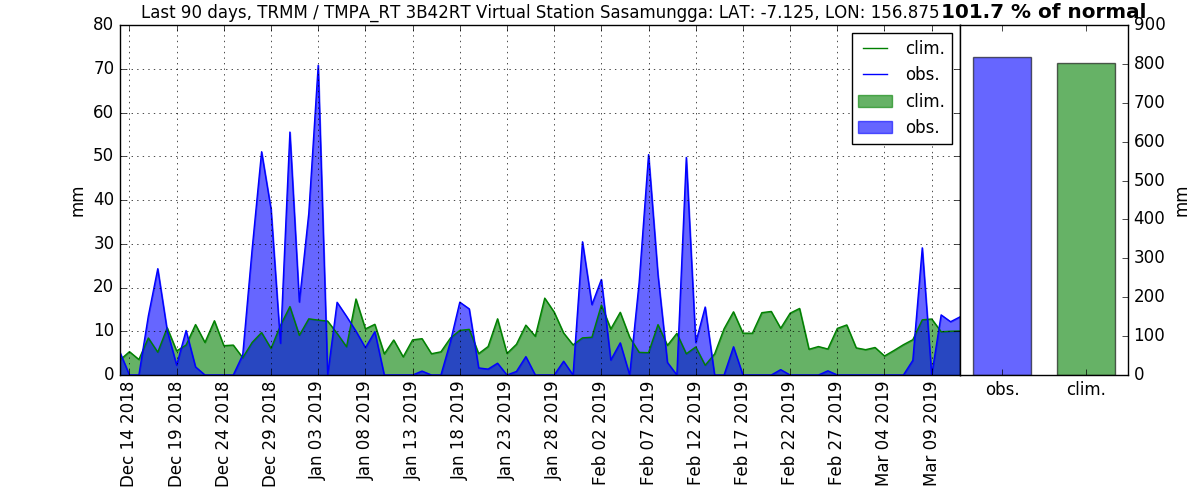 Last 90 days, TRMM / TMPA_RT 3B42RT Virtual Station Sasamungga: LAT: -7.125, LON: 156.875
101.7 % of normal
clim.
obs.
clim.
obs.
mm
80
70
60
50
40
30
20
10
0
900
800
700
600
500
400
300
200
100
0
mm
Dec 14 2018
Dec 19 2018
Dec 24 2018
Dec 29 2018
Jan 03 2019
Jan 08 2019
Jan 13 2019
Jan 18 2019
Jan 23 2019
Jan 28 2019
Feb 02 2019
Feb 07 2019
Feb 12 2019
Feb 17 2019
Feb 22 2019
Feb 27 2019
Mar 04 2019
Mar 09 2019
obs.
clim.